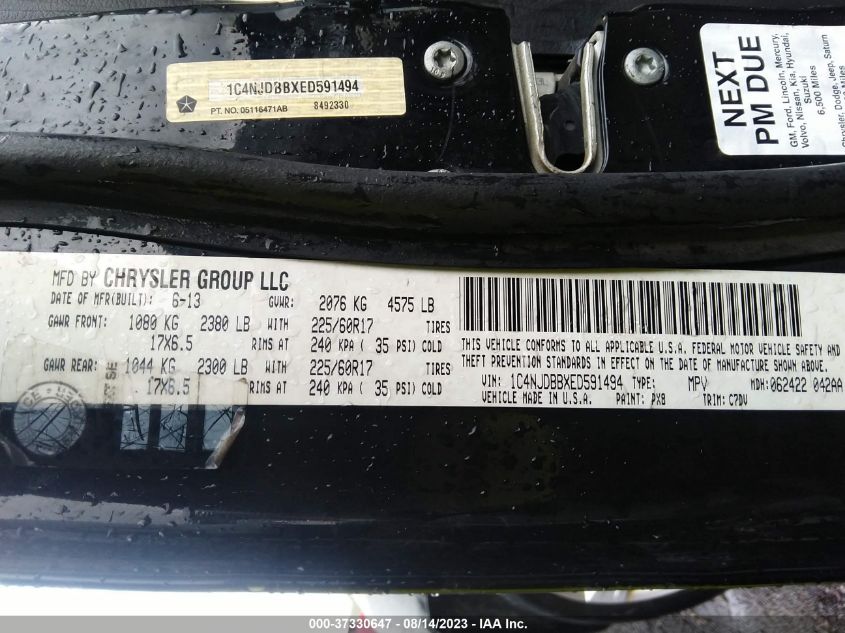 1C4NJDBBXED591494
PT. NO. 05116471AB 8492330
NEXT
PM DUE
GM, Ford, Lincoln, Mercury,
Volvo, Nissan, Kia, Hyundai,
Suzuki
6,500 Miles
Chrysler, Dodge, Jeep, Saturn
MFD BY CHRYSLER GROUP LLC
DATE OF MFR(BUILT): 6-13 GVWR: 2076 KG 4575 LB
GAWR FRONT: 1080 KG 2380 LB WITH 225/60R17 TIRES
17X6.5 RIMS AT 240 KPA ( 35 PSI) COLD
GAWR REAR: 1044 KG 2300 LB WITH 225/60R17 TIRES
17X6.5 RIMS AT 240 KPA ( 35 PSI) COLD
THIS VEHICLE CONFORMS TO ALL APPLICABLE U.S.A. FEDERAL MOTOR VEHICLE SAFETY AND
THEFT PREVENTION STANDARDS IN EFFECT ON THE DATE OF MANUFACTURE SHOWN ABOVE.
VIN: 1C4NJDBBXED591494 TYPE: MPV MDH: 062422 042AA
VEHICLE MADE IN U.S.A. PAINT: PX8 TRIM: C7DV
000-37330647 - 08/14/2023 - IAA Inc.